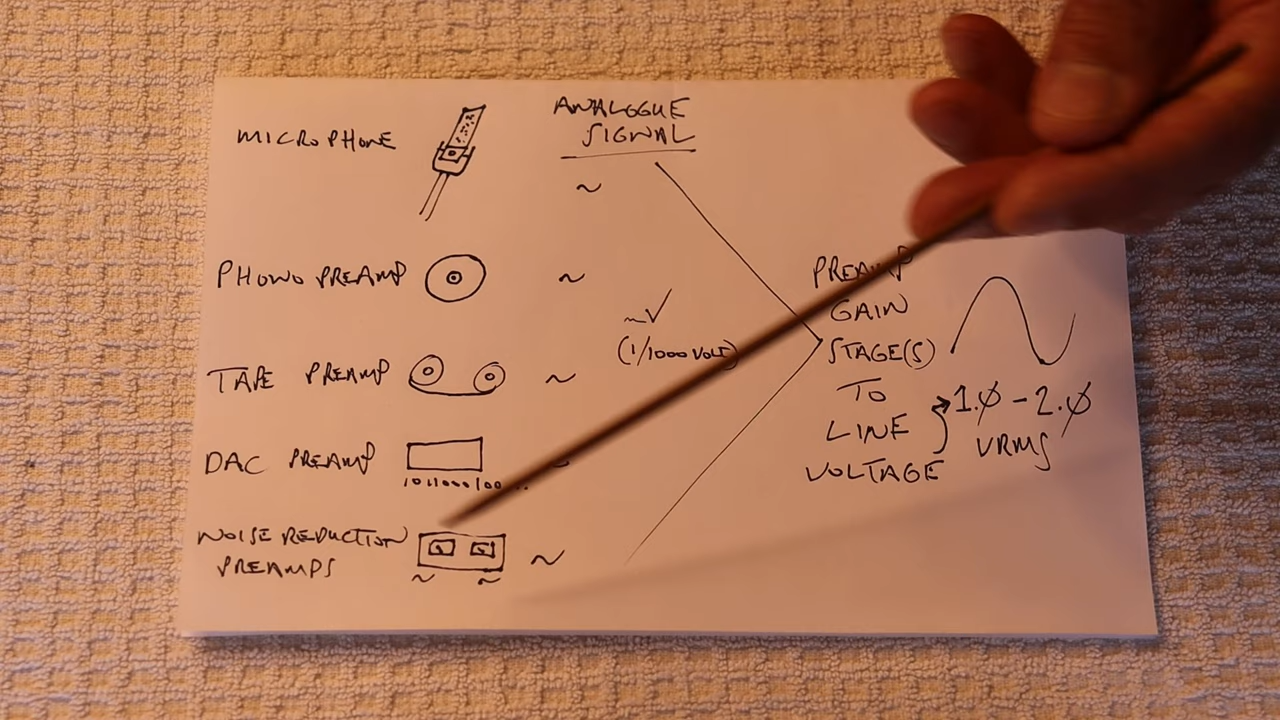 MICROPHONE
ANALOGUE
SIGNAL
~
PHONO PREAMP
~
mV
(1/1000 VOLT)
TAPE PREAMP
~
DAC PREAMP
~
NOISE REDUCTION
PREAMPS
~ ~
~
PREAMP
GAIN
STAGE(S)
TO
LINE
VOLTAGE
1.0 - 2.0
VRMS